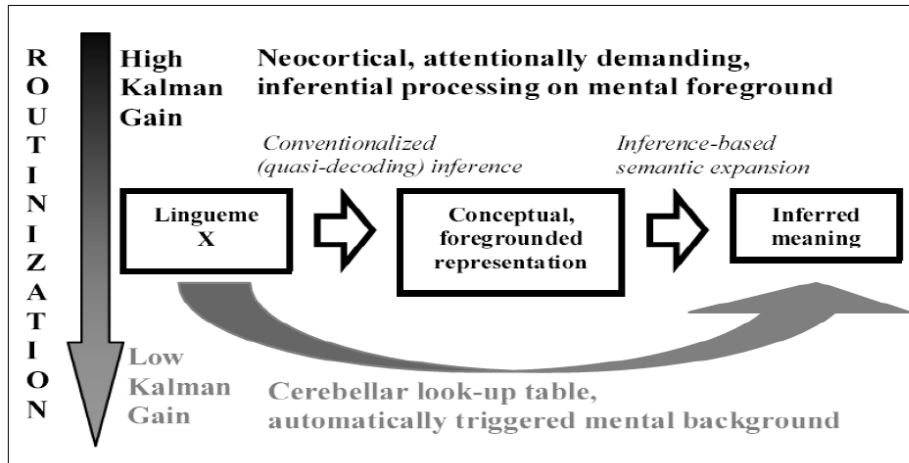 ROUTINIZATION
High
Kalman
Gain
Neocortical, attentionally demanding,
inferential processing on mental foreground
Conventionalized
(quasi-decoding) inference
Inference-based
semantic expansion
Lingueme
X
Conceptual,
foregrounded
representation
Inferred
meaning
Low
Kalman
Gain
Cerebellar look-up table,
automatically triggered mental background